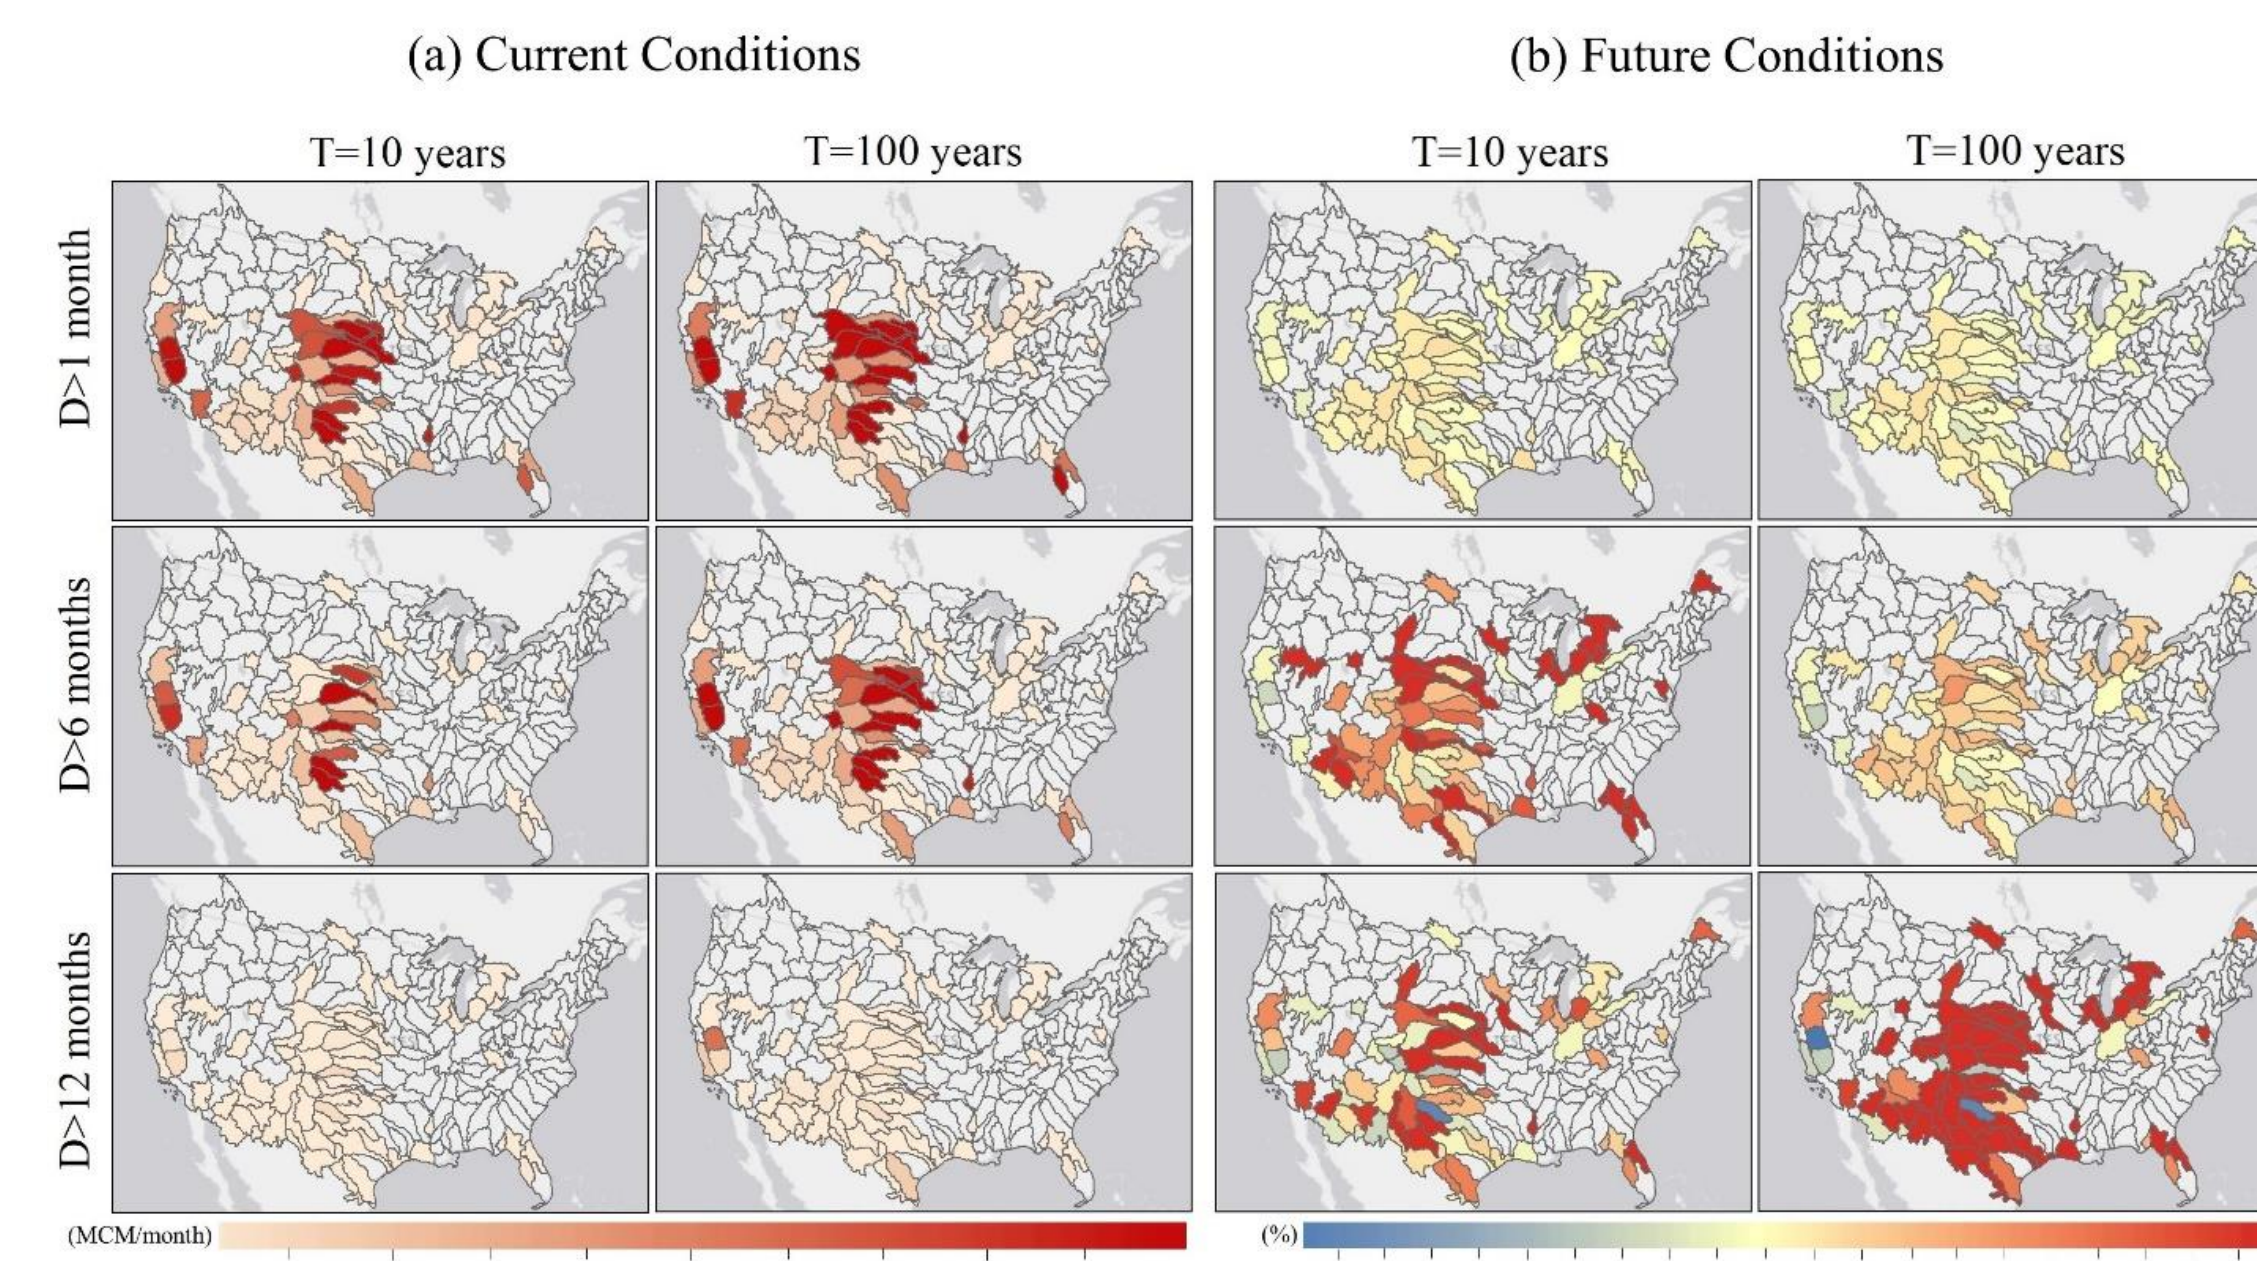 (a) Current Conditions
(b) Future Conditions
T=10 years
T=100 years
T=10 years
T=100 years
D>1 month
D>6 months
D>12 months
(MCM/month)
(%)